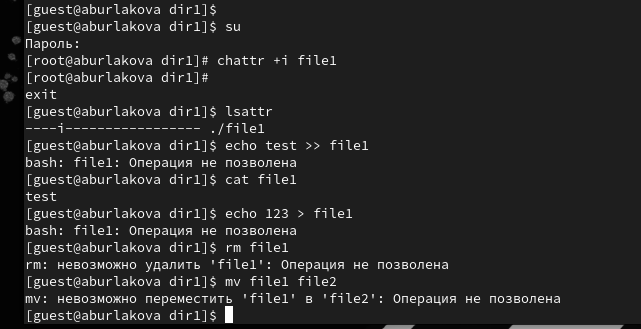 [guest@aburlakova dir1]$
[guest@aburlakova dir1]$ su
Пароль:
[root@aburlakova dir1]# chattr +i file1
[root@aburlakova dir1]#
exit
[guest@aburlakova dir1]$ lsattr
----i----------------- ./file1
[guest@aburlakova dir1]$ echo test >> file1
bash: file1: Операция не позволена
[guest@aburlakova dir1]$ cat file1
test
[guest@aburlakova dir1]$ echo 123 > file1
bash: file1: Операция не позволена
[guest@aburlakova dir1]$ rm file1
rm: невозможно удалить 'file1': Операция не позволена
[guest@aburlakova dir1]$ mv file1 file2
mv: невозможно переместить 'file1' в 'file2': Операция не позволена
[guest@aburlakova dir1]$